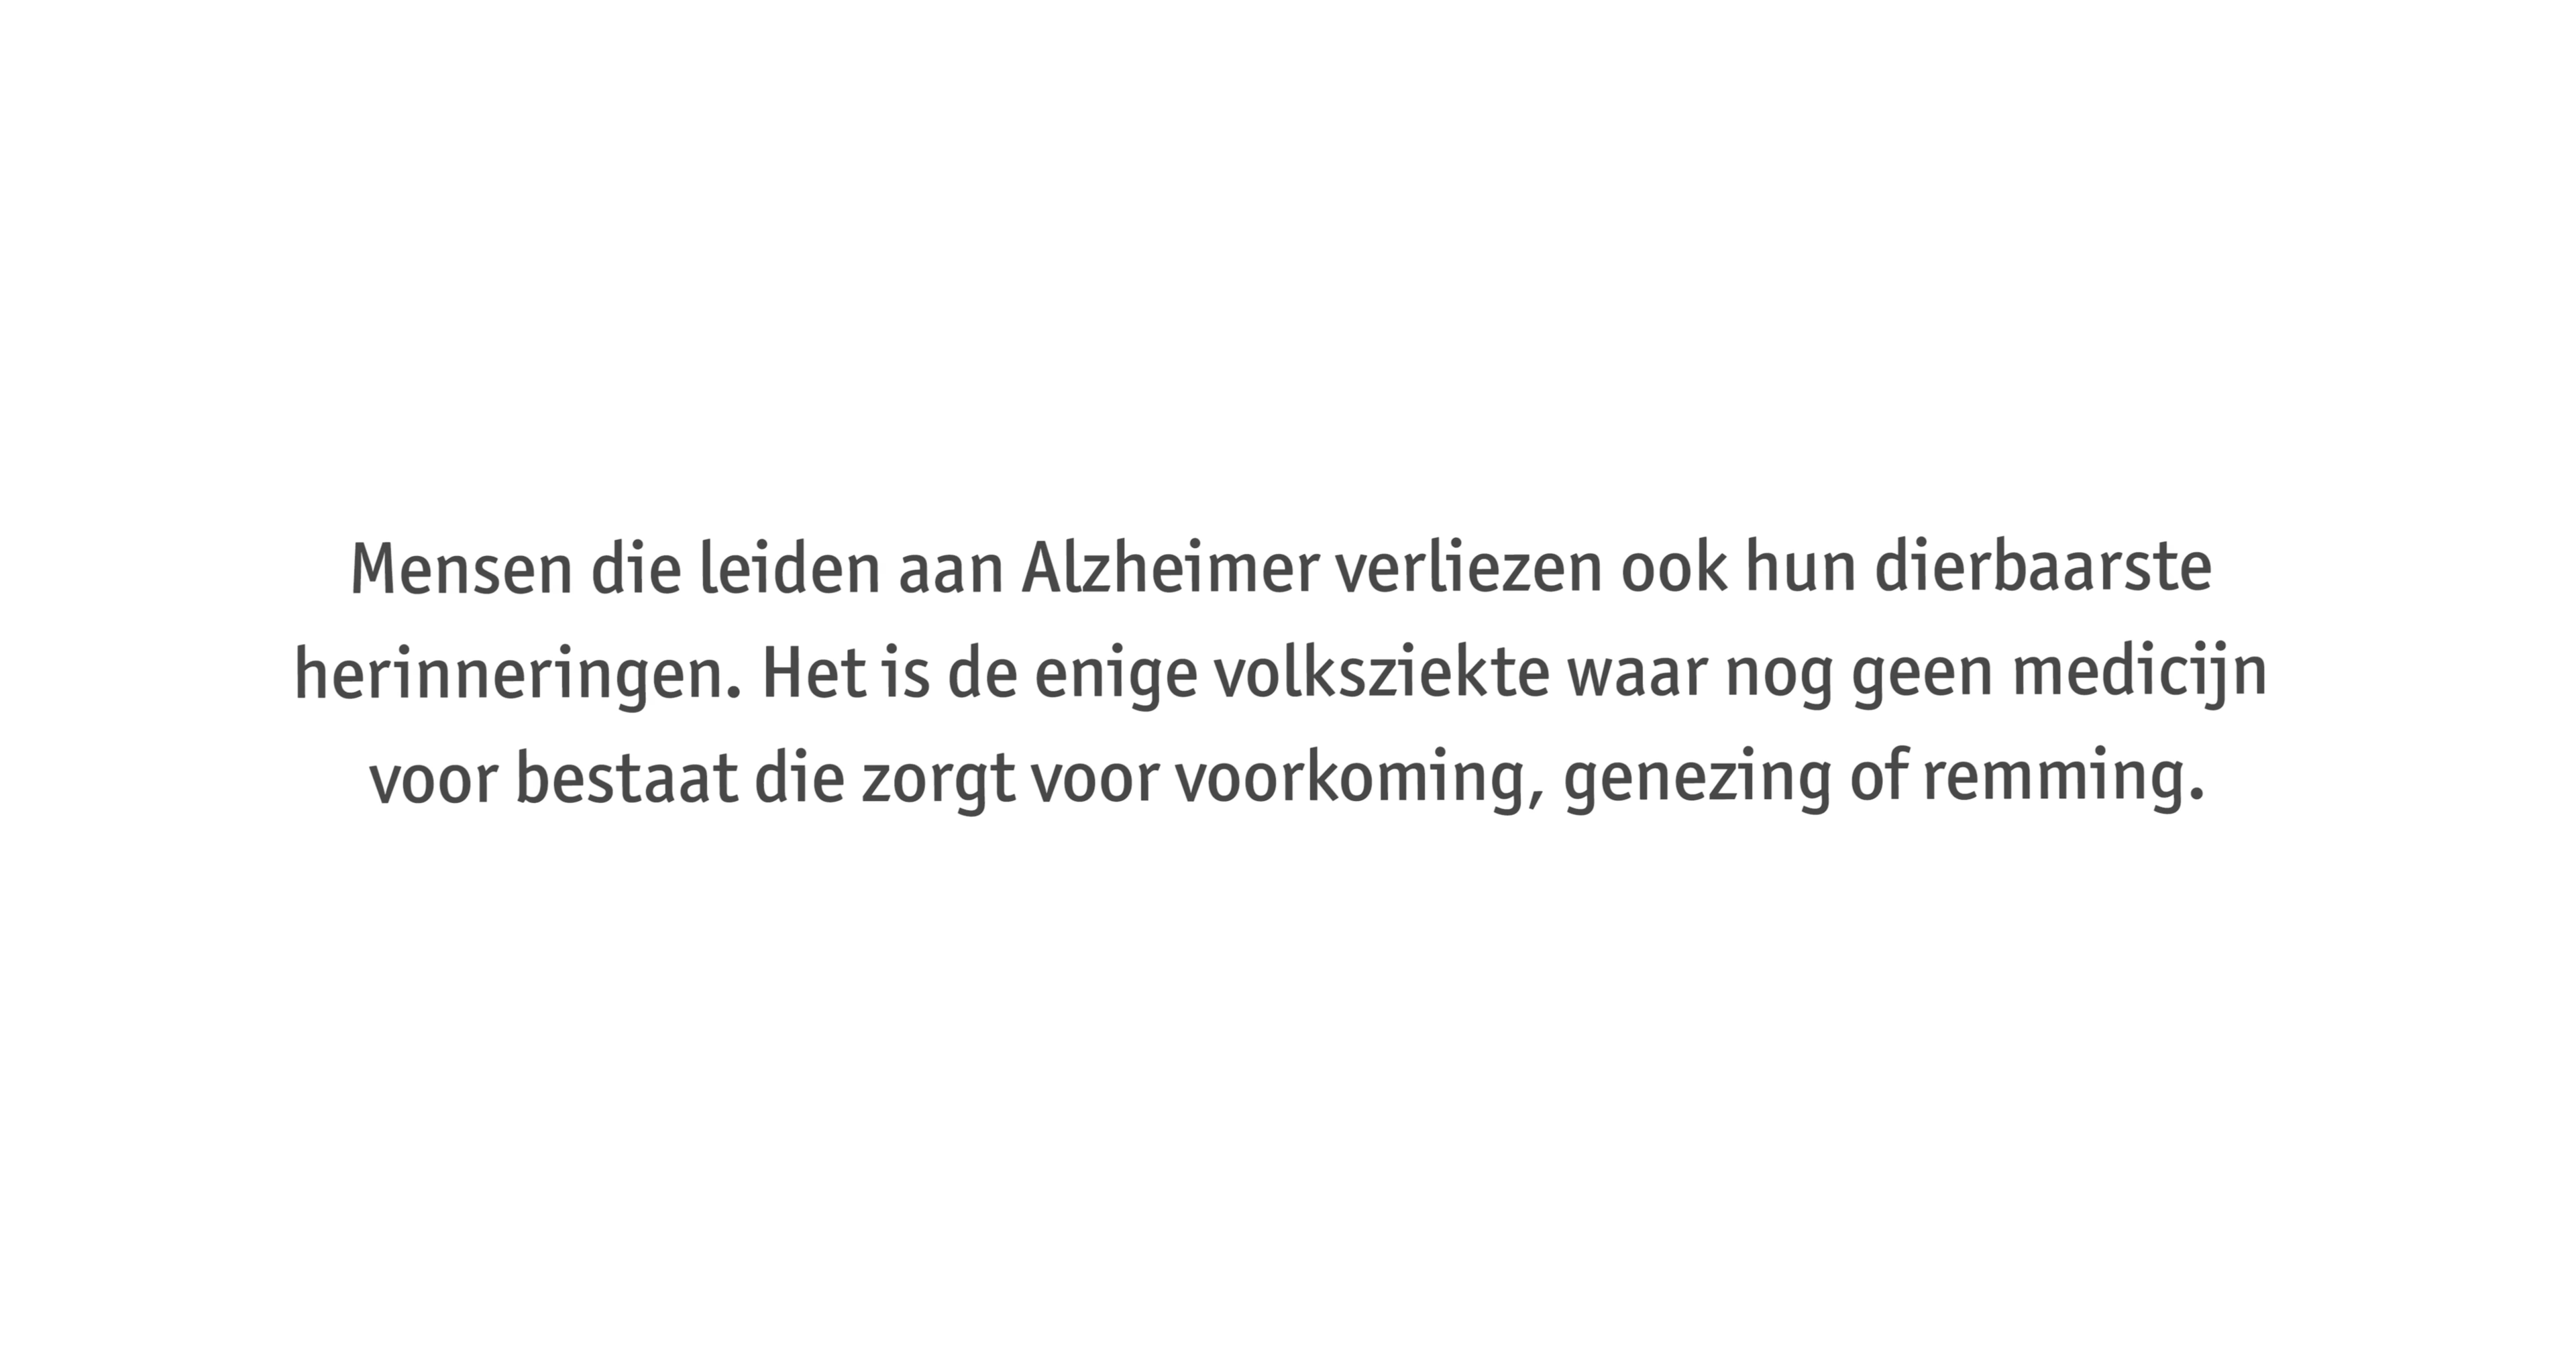 Mensen die leiden aan Alzheimer verliezen ook hun dierbaarste
herinneringen. Het is de enige volksziekte waar nog geen medicijn
voor bestaat die zorgt voor voorkoming, genezing of remming.